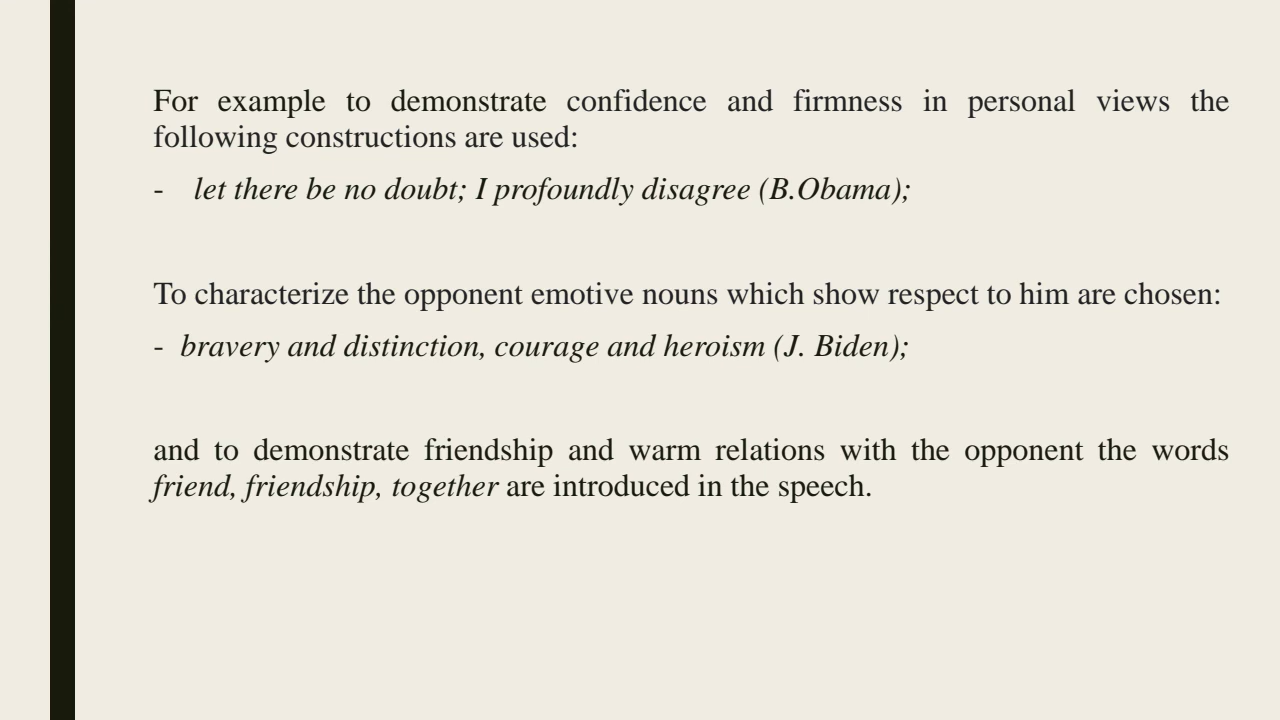 For example to demonstrate confidence and firmness in personal views the
following constructions are used:
- let there be no doubt; I profoundly disagree (B.Obama);
To characterize the opponent emotive nouns which show respect to him are chosen:
- bravery and distinction, courage and heroism (J. Biden);
and to demonstrate friendship and warm relations with the opponent the words
friend, friendship, together are introduced in the speech.